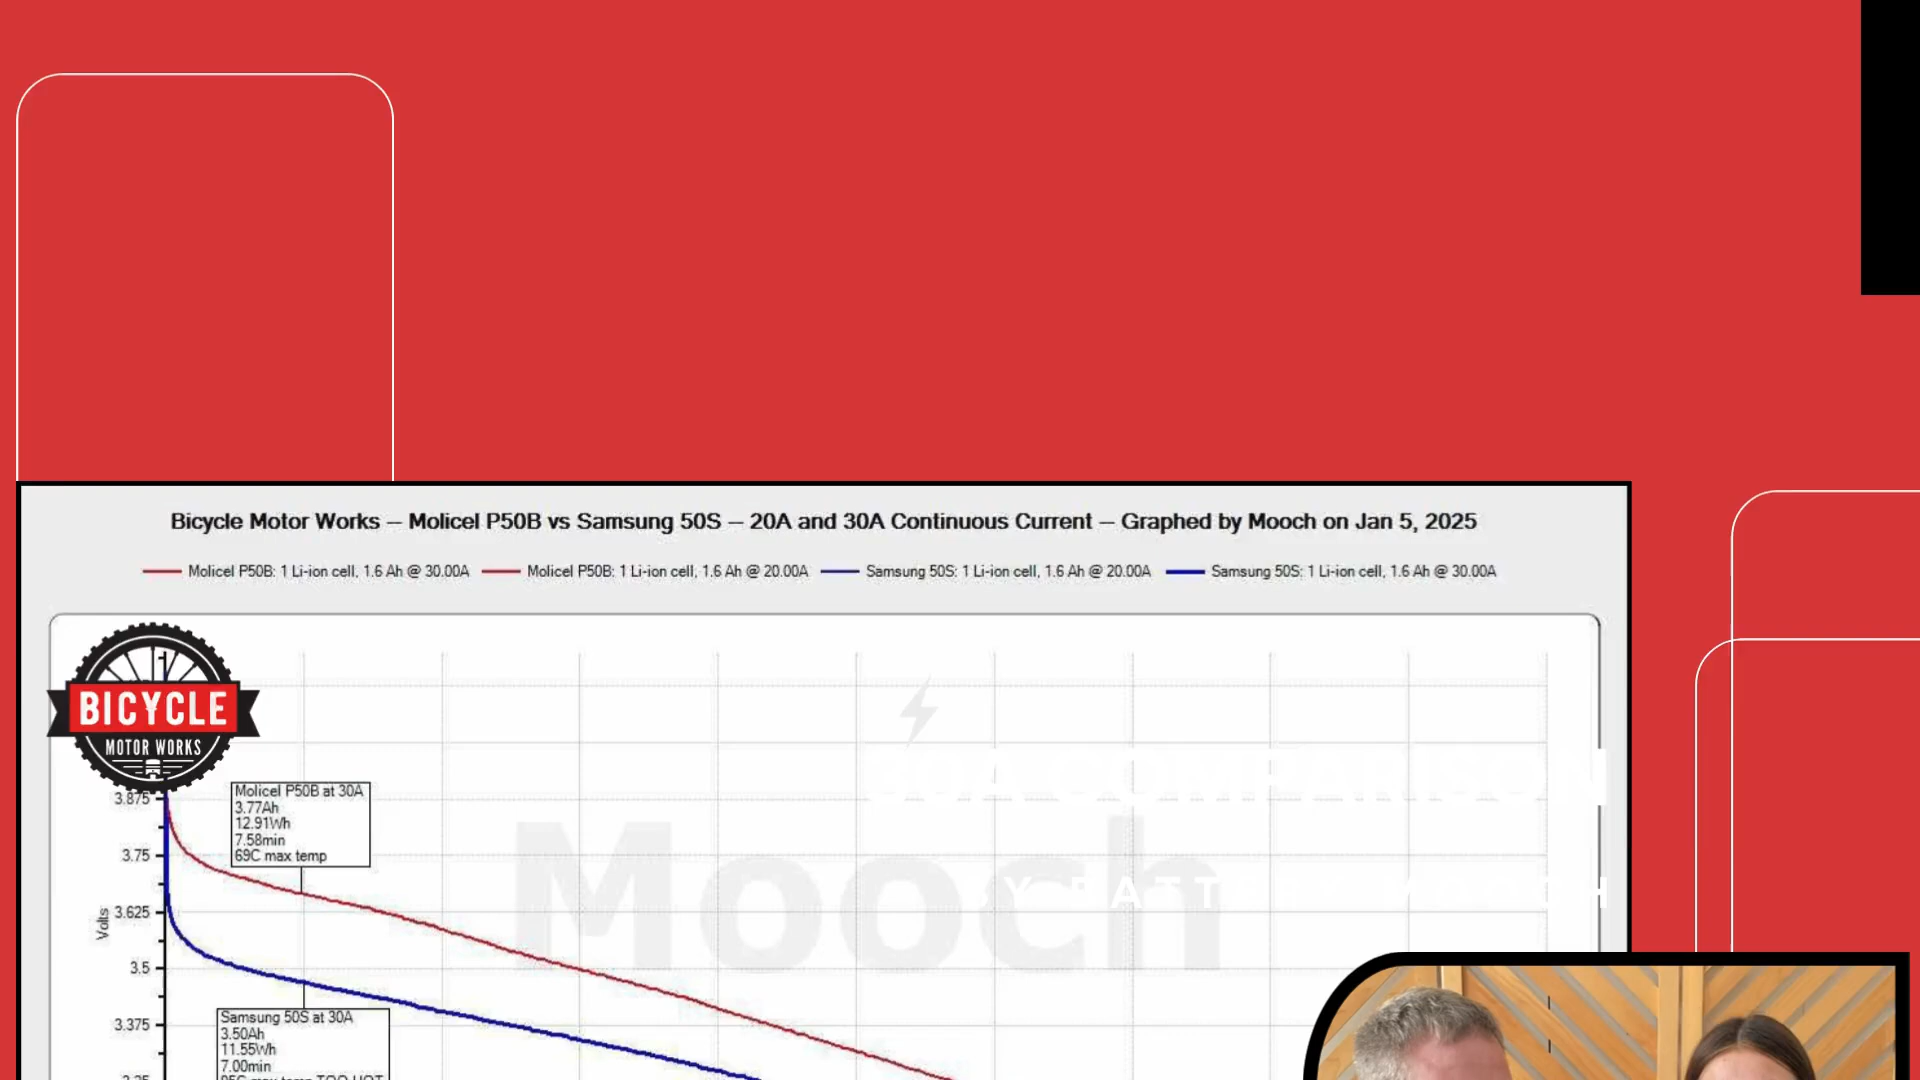 Bicycle Motor Works – Molicel P50B vs Samsung 50S – 20A and 30A Continuous Current – Graphed by Mooch on Jan 5, 2025
Molicel P50B: 1 Li-ion cell, 1.6 Ah @ 30.00A Molicel P50B: 1 Li-ion cell, 1.6 Ah @ 20.00A Samsung 50S: 1 Li-ion cell, 1.6 Ah @ 20.00A Samsung 50S: 1 Li-ion cell, 1.6 Ah @ 30.00A
BICYCLE
MOTOR WORKS
Molicel P50B at 30A
3.77Ah
12.91Wh
7.58min
69C max temp
3.875
3.75
3.625
3.5
3.375
Volts
Mooch
Samsung 50S at 30A
3.50Ah
11.55Wh
7.00min